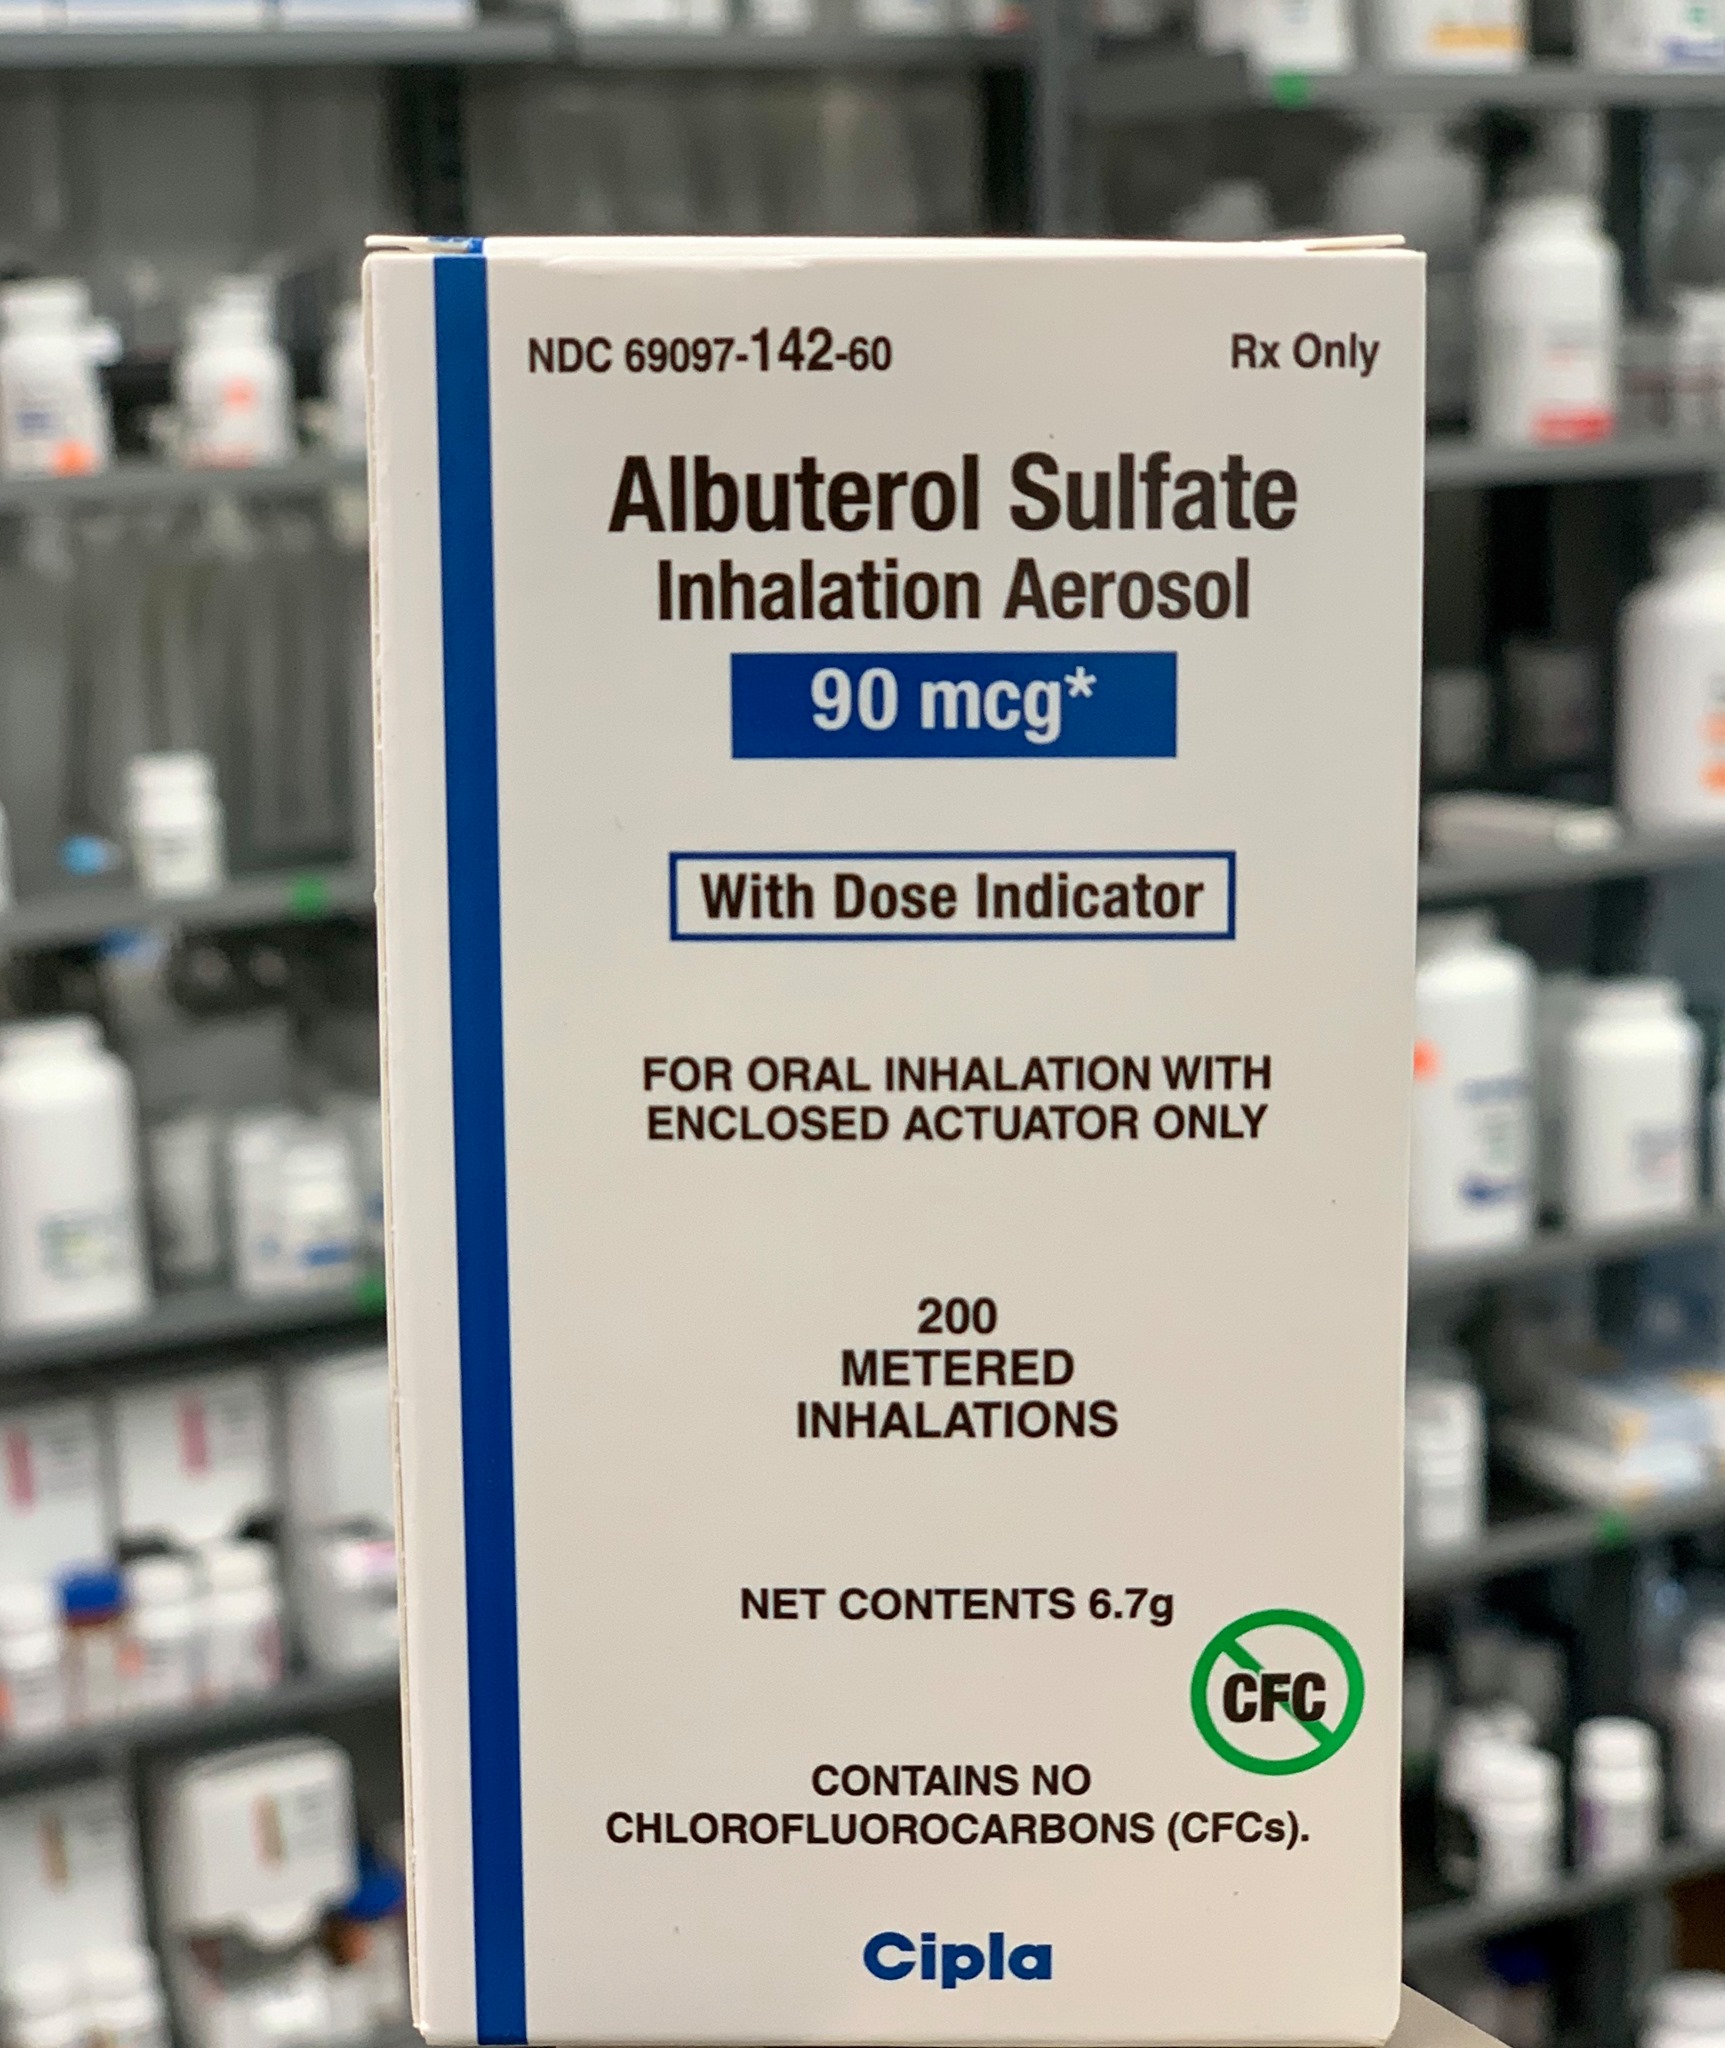 NDC 69097-142-60
Rx Only
Albuterol Sulfate
Inhalation Aerosol
90 mcg*
With Dose Indicator
FOR ORAL INHALATION WITH
ENCLOSED ACTUATOR ONLY
200
METERED
INHALATIONS
NET CONTENTS 6.7g
CFC
CONTAINS NO
CHLOROFLUOROCARBONS (CFCs).
Cipla